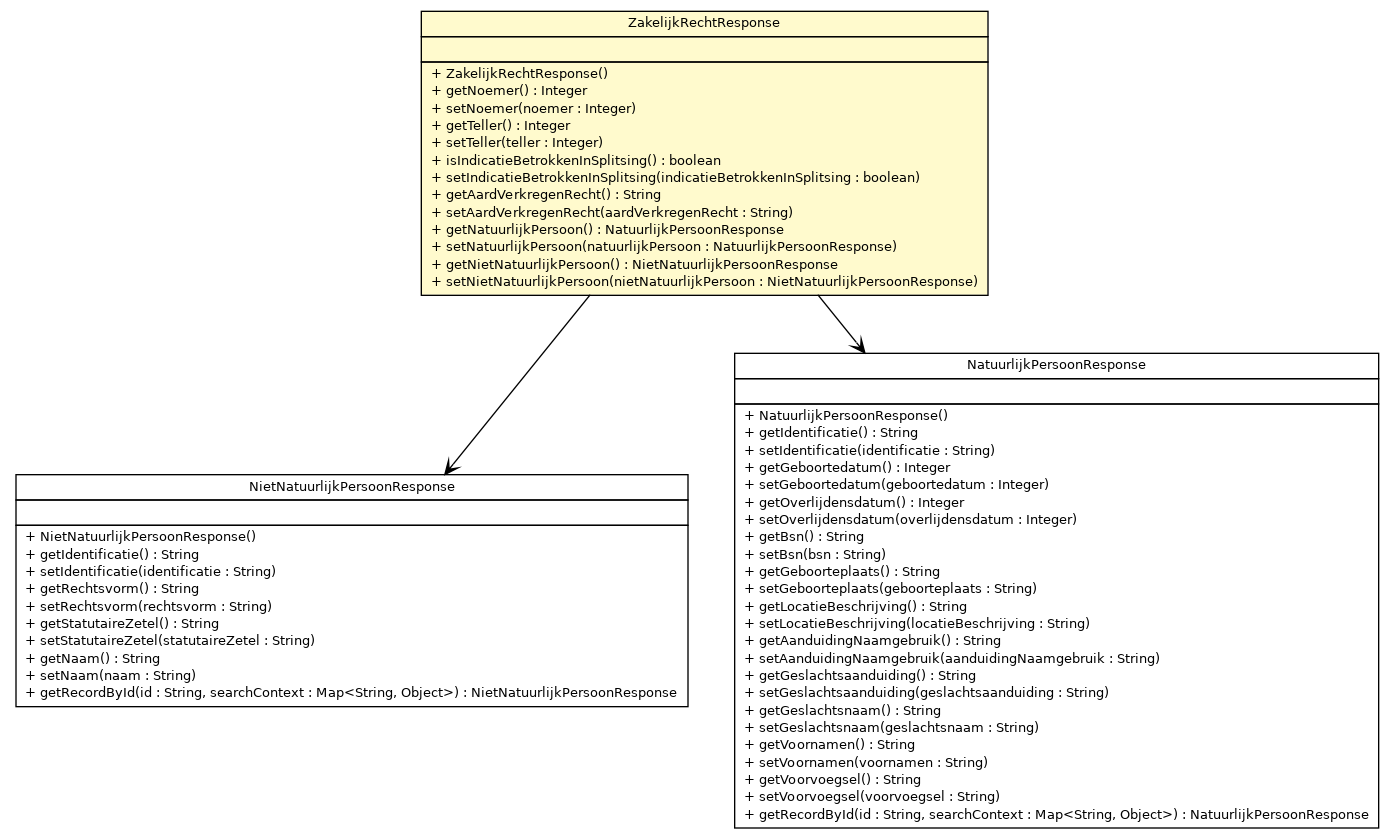 ZakelijkRechtResponse
+ ZakelijkRechtResponse()
+ getNoemer() : Integer
+ setNoemer(noemer : Integer)
+ getTeller() : Integer
+ setTeller(teller : Integer)
+ isIndicatieBetrokkenInSplitsing() : boolean
+ setIndicatieBetrokkenInSplitsing(indicatieBetrokkenInSplitsing : boolean)
+ getAardVerkregenRecht() : String
+ setAardVerkregenRecht(aardVerkregenRecht : String)
+ getNatuurlijkPersoon() : NatuurlijkPersoonResponse
+ setNatuurlijkPersoon(natuurlijkPersoon : NatuurlijkPersoonResponse)
+ getNietNatuurlijkPersoon() : NietNatuurlijkPersoonResponse
+ setNietNatuurlijkPersoon(nietNatuurlijkPersoon : NietNatuurlijkPersoonResponse)
NietNatuurlijkPersoonResponse
+ NietNatuurlijkPersoonResponse()
+ getIdentificatie() : String
+ setIdentificatie(identificatie : String)
+ getRechtsvorm() : String
+ setRechtsvorm(rechtsvorm : String)
+ getStatutaireZetel() : String
+ setStatutaireZetel(statutaireZetel : String)
+ getNaam() : String
+ setNaam(naam : String)
+ getRecordById(id : String, searchContext : Map<String, Object>) : NietNatuurlijkPersoonResponse
NatuurlijkPersoonResponse
+ NatuurlijkPersoonResponse()
+ getIdentificatie() : String
+ setIdentificatie(identificatie : String)
+ getGeboortedatum() : Integer
+ setGeboortedatum(geboortedatum : Integer)
+ getOverlijdensdatum() : Integer
+ setOverlijdensdatum(overlijdensdatum : Integer)
+ getBsn() : String
+ setBsn(bsn : String)
+ getGeboorteplaats() : String
+ setGeboorteplaats(geboorteplaats : String)
+ getLocatieBeschrijving() : String
+ setLocatieBeschrijving(locatieBeschrijving : String)
+ getAanduidingNaamgebruik() : String
+ setAanduidingNaamgebruik(aanduidingNaamgebruik : String)
+ getGeslachtsaanduiding() : String
+ setGeslachtsaanduiding(geslachtsaanduiding : String)
+ getGeslachtsnaam() : String
+ setGeslachtsnaam(geslachtsnaam : String)
+ getVoornamen() : String
+ setVoornamen(voornamen : String)
+ getVoorvoegsel() : String
+ setVoorvoegsel(voorvoegsel : String)
+ getRecordById(id : String, searchContext : Map<String, Object>) : NatuurlijkPersoonResponse